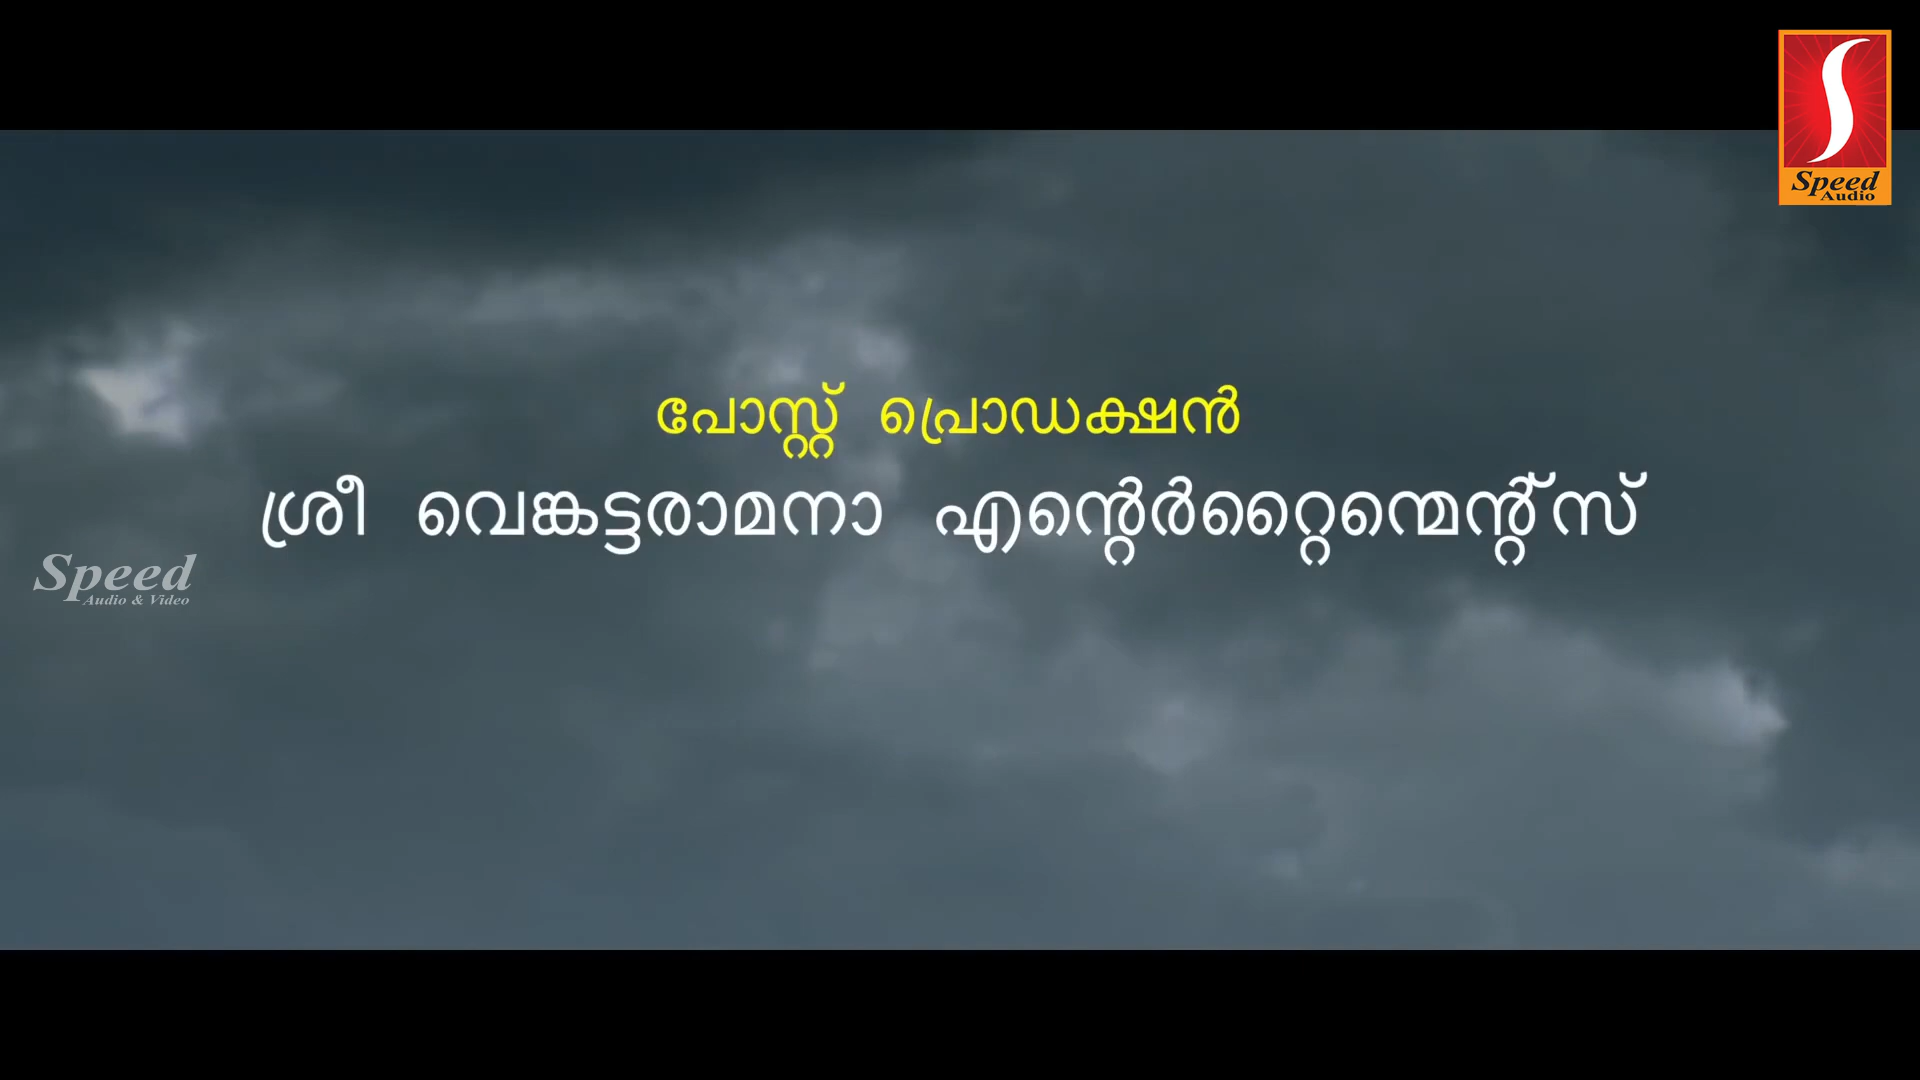 Speed
Audio
പോസ്റ്റ് പ്രൊഡക്ഷൻ
ശ്രീ വെങ്കട്ടരാമനാ എന്റെർറ്റൈന്മെന്റ്സ്
Speed
Audio & Video